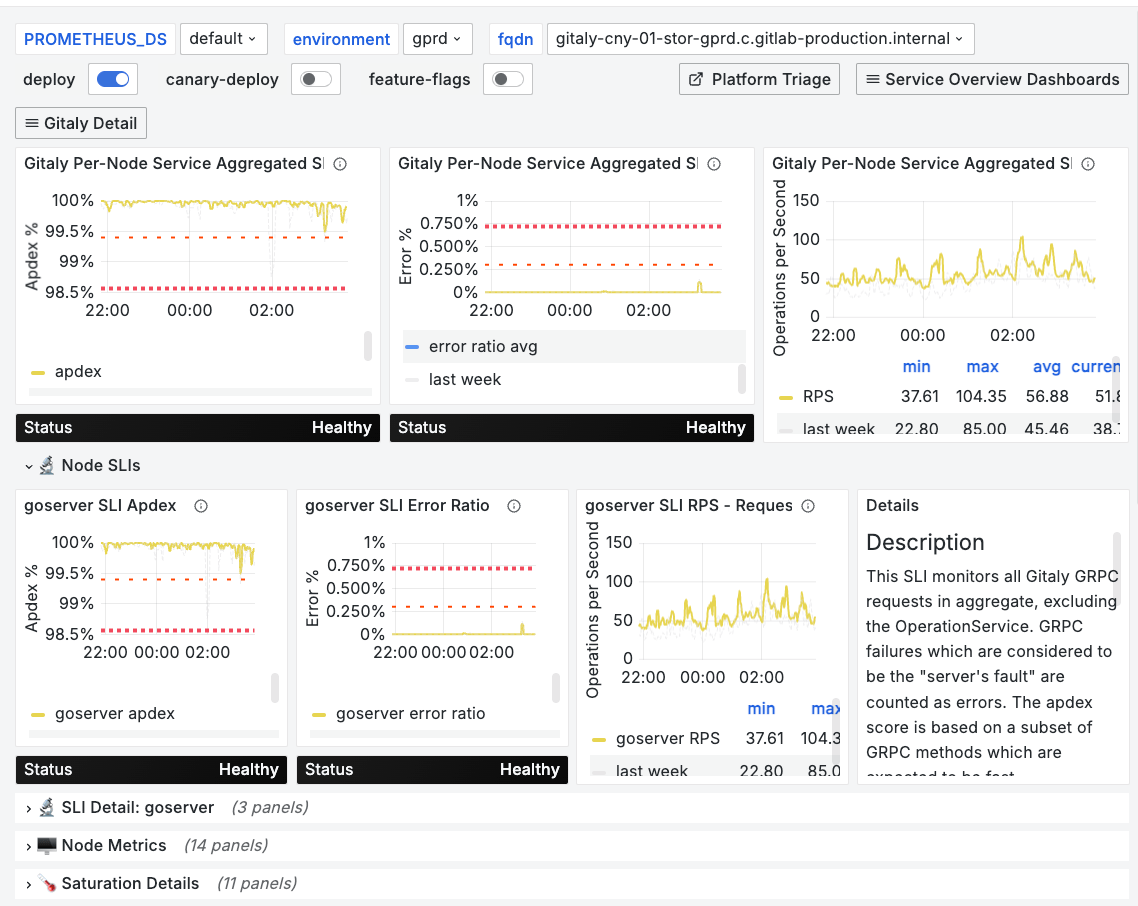 PROMETHEUS_DS default environment gprd fqdn gitaly-cny-01-stor-gprd.c.gitlab-production.internal
deploy canary-deploy feature-flags Platform Triage Service Overview Dashboards
Gitaly Detail
Gitaly Per-Node Service Aggregated
Apdex %
100%
99.5%
99%
98.5%
22:00 00:00 02:00
apdex
Status Healthy
Gitaly Per-Node Service Aggregated
Error %
1%
0.750%
0.500%
0.250%
0%
22:00 00:00 02:00
error ratio avg
last week
Status Healthy
Gitaly Per-Node Service Aggregated
Operations per Second
150
100
50
0
22:00 00:00 02:00
min max avg curren
RPS 37.61 104.35 56.88 51.8
last week 22.80 85.00 45.46 38.
Node SLIs
goserver SLI Apdex
Apdex %
100%
99.5%
99%
98.5%
22:00 00:00 02:00
goserver apdex
Status Healthy
goserver SLI Error Ratio
Error %
1%
0.750%
0.500%
0.250%
0%
22:00 00:00 02:00
goserver error ratio
Status Healthy
goserver SLI RPS - Reques
Operations per Second
150
100
50
0
22:00 00:00 02:00
min max
goserver RPS 37.61 104.3
last week 22.80 85.0
Details
Description
This SLI monitors all Gitaly GRPC
requests in aggregate, excluding
the OperationService. GRPC
failures which are considered to
be the "server's fault" are
counted as errors. The apdex
score is based on a subset of
GRPC methods which are
expected to be fast.
SLI Detail: goserver (3 panels)
Node Metrics (14 panels)
Saturation Details (11 panels)